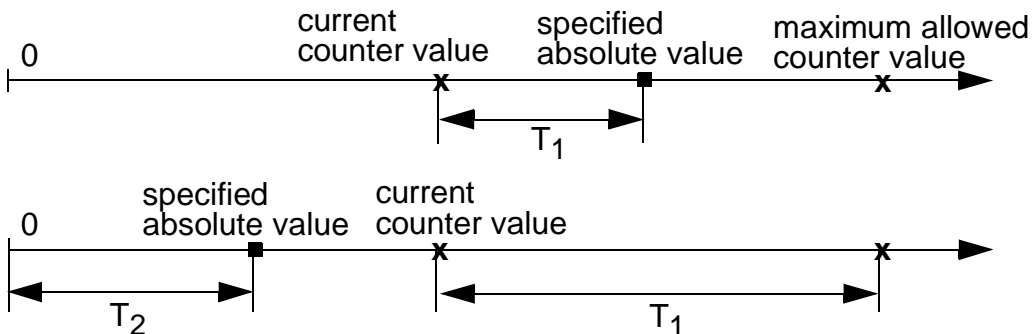 current
counter value
specified
absolute value
maximum allowed
counter value
0
x
x
T1
specified
absolute value
current
counter value
0
x
x
T2
T1